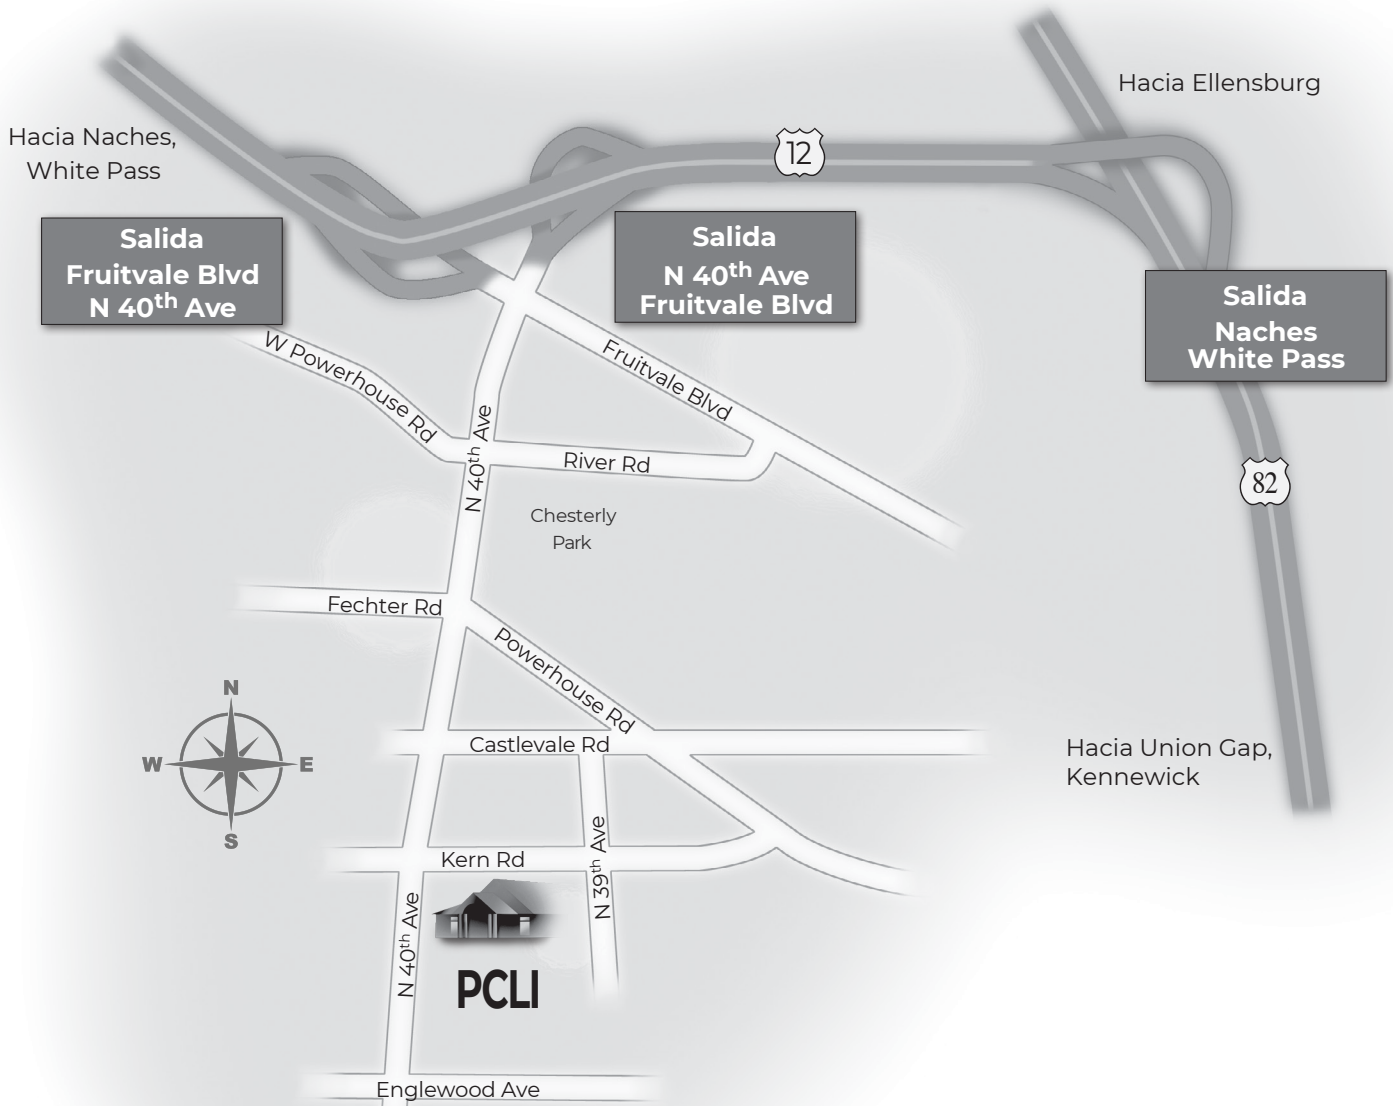 Hacia Ellensburg
Hacia Naches,
White Pass
12
Salida
Fruitvale Blvd
N 40th Ave
Salida
N 40th Ave
Fruitvale Blvd
Salida
Naches
White Pass
W Powerhouse Rd
Fruitvale Blvd
N 40th Ave
River Rd
82
Chesterly
Park
Fechter Rd
Powerhouse Rd
N
W
E
S
Castlevale Rd
Hacia Union Gap,
Kennewick
Kern Rd
N 39th Ave
N 40th Ave
PCLI
Englewood Ave